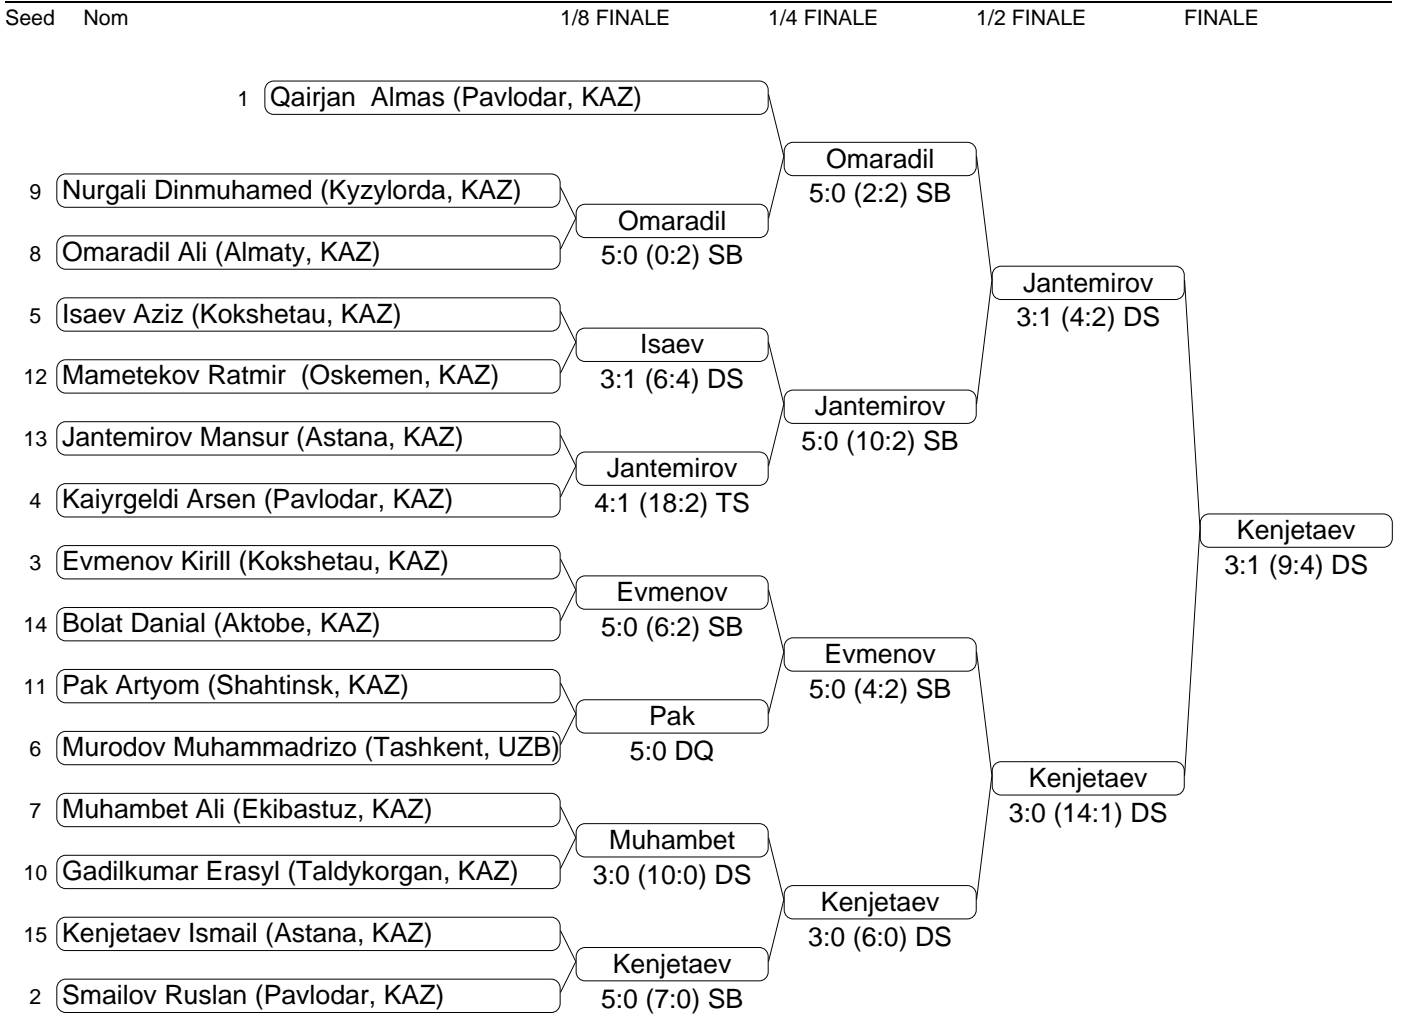 Seed Nom 1/8 FINALE 1/4 FINALE 1/2 FINALE FINALE
1 Qairjan Almas (Pavlodar, KAZ)
Omaradil
5:0 (2:2) SB
9 Nurgali Dinmuhamed (Kyzylorda, KAZ)
Omaradil
5:0 (0:2) SB
8 Omaradil Ali (Almaty, KAZ)
Jantemirov
3:1 (4:2) DS
5 Isaev Aziz (Kokshetau, KAZ)
Isaev
3:1 (6:4) DS
12 Mametekov Ratmir (Oskemen, KAZ)
Jantemirov
5:0 (10:2) SB
13 Jantemirov Mansur (Astana, KAZ)
Jantemirov
4:1 (18:2) TS
4 Kaiyrgeldi Arsen (Pavlodar, KAZ)
Kenjetaev
3:1 (9:4) DS
3 Evmenov Kirill (Kokshetau, KAZ)
Evmenov
5:0 (6:2) SB
14 Bolat Danial (Aktobe, KAZ)
Evmenov
5:0 (4:2) SB
11 Pak Artyom (Shahtinsk, KAZ)
Pak
5:0 DQ
6 Murodov Muhammadrizo (Tashkent, UZB)
Kenjetaev
3:0 (14:1) DS
7 Muhambet Ali (Ekibastuz, KAZ)
Muhambet
3:0 (10:0) DS
10 Gadilkumar Erasyl (Taldykorgan, KAZ)
Kenjetaev
3:0 (6:0) DS
15 Kenjetaev Ismail (Astana, KAZ)
Kenjetaev
5:0 (7:0) SB
2 Smailov Ruslan (Pavlodar, KAZ)